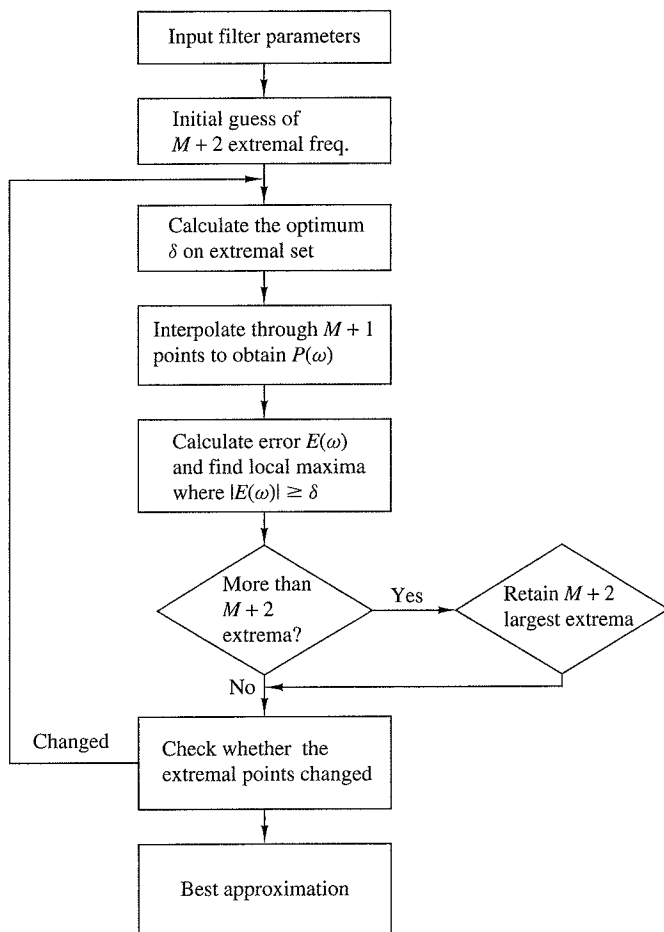 Input filter parameters
Initial guess of
M + 2 extremal freq.
Calculate the optimum
δ on extremal set
Interpolate through M + 1
points to obtain P(ω)
Calculate error E(ω)
and find local maxima
where |E(ω)| ≥ δ
More than
M + 2
extrema?
Yes
Retain M + 2
largest extrema
No
Changed
Check whether the
extremal points changed
Best approximation